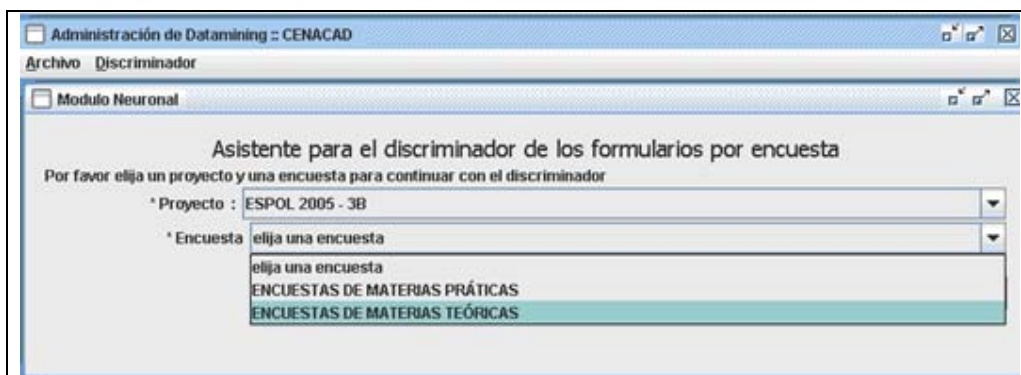 Administración de Datamining :: CENACAD
Archivo Discriminador
Modulo Neuronal
Asistente para el discriminador de los formularios por encuesta
Por favor elija un proyecto y una encuesta para continuar con el discriminador
* Proyecto : ESPOL 2005 - 3B
* Encuesta elija una encuesta
elija una encuesta
ENCUESTAS DE MATERIAS PRÁTICAS
ENCUESTAS DE MATERIAS TEÓRICAS